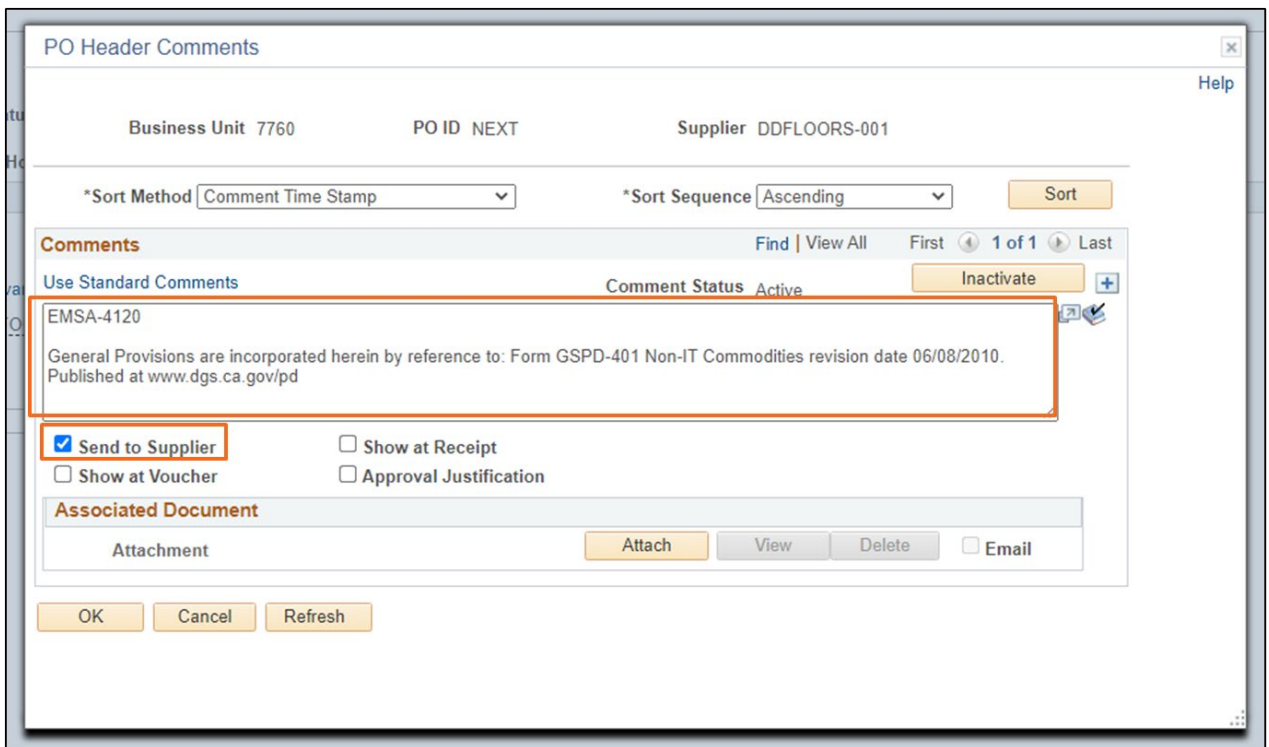 PO Header Comments
Help
Business Unit 7760 PO ID NEXT Supplier DDFLOORS-001
*Sort Method Comment Time Stamp *Sort Sequence Ascending Sort
Comments Find | View All First 1 of 1 Last
Use Standard Comments Comment Status Active Inactivate
EMSA-4120
General Provisions are incorporated herein by reference to: Form GSPD-401 Non-IT Commodities revision date 06/08/2010.
Published at www.dgs.ca.gov/pd
Send to Supplier Show at Receipt
Show at Voucher Approval Justification
Associated Document
Attachment Attach View Delete Email
OK Cancel Refresh